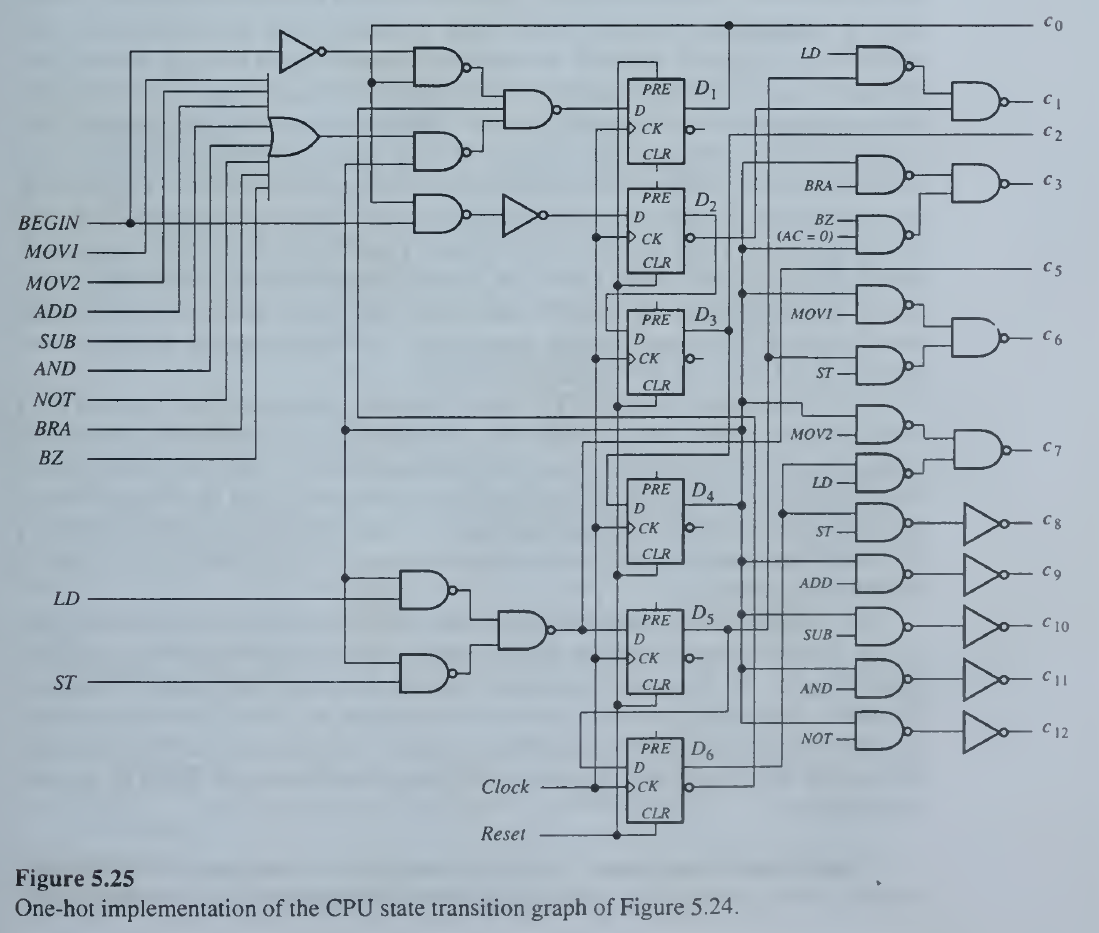 c0
LD
PRE D1
D
CK
CLR
c1
c2
BRA
c3
PRE D2
D
CK
CLR
BZ
(AC = 0)
BEGIN
MOV1
MOV2
ADD
SUB
AND
NOT
BRA
BZ
c5
PRE D3
D
CK
CLR
MOV1
ST
c6
MOV2
LD
c7
PRE D4
D
CK
CLR
ST
c8
ADD
c9
LD
ST
PRE D5
D
CK
CLR
SUB
c10
AND
c11
NOT
c12
PRE D6
D
CK
CLR
Clock
Reset
Figure 5.25
One-hot implementation of the CPU state transition graph of Figure 5.24.